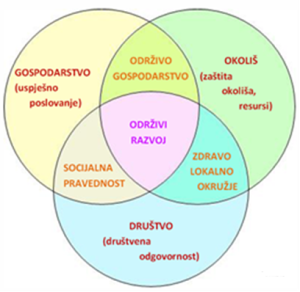 GOSPODARSTVO
(uspješno
poslovanje)
ODRŽIVO
GOSPODARSTVO
OKOLIŠ
(zaštita
okoliša,
resursi)
ODRŽIVI
RAZVOJ
SOCIJALNA
PRAVEDNOST
ZDRAVO
LOKALNO
OKRUŽJE
DRUŠTVO
(društvena
odgovornost)